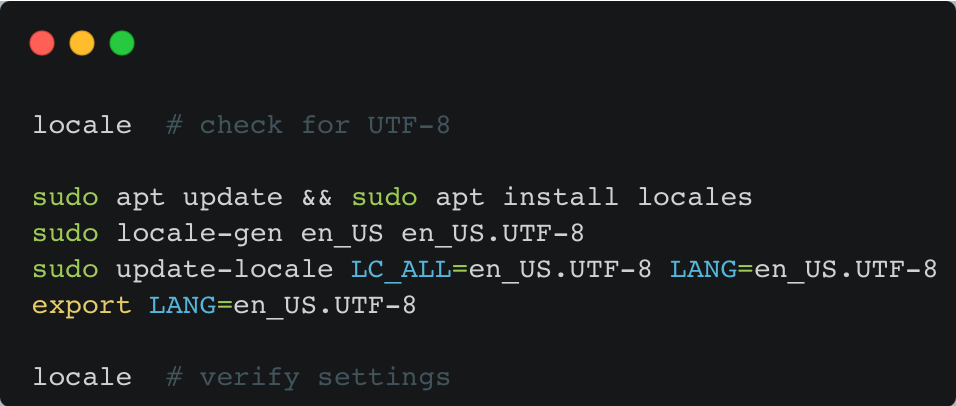 locale  # check for UTF-8
sudo apt update && sudo apt install locales
sudo locale-gen en_US en_US.UTF-8
sudo update-locale LC_ALL=en_US.UTF-8 LANG=en_US.UTF-8
export LANG=en_US.UTF-8
locale  # verify settings